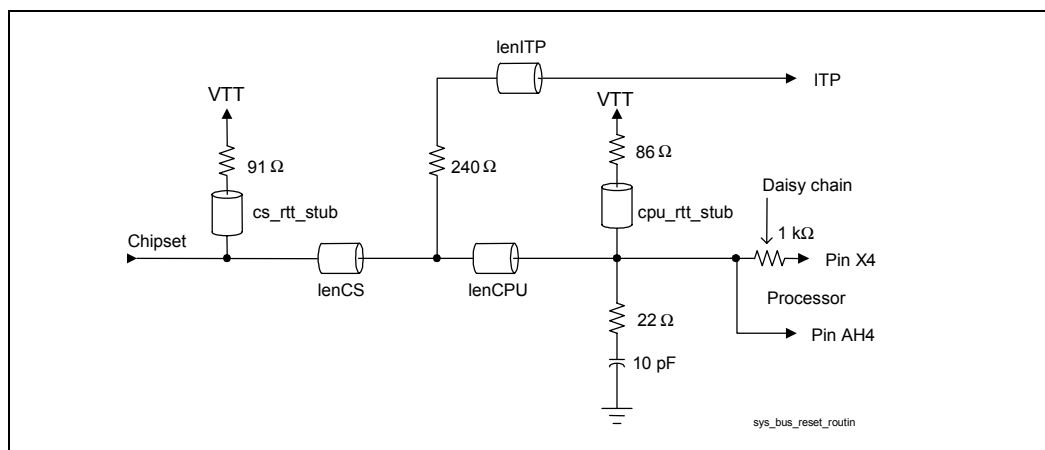 lenITP
ITP
VTT
VTT
91 Ω
240 Ω
86 Ω
Daisy chain
cs_rtt_stub
cpu_rtt_stub
1 kΩ
Chipset
Pin X4
lenCS
lenCPU
Processor
22 Ω
Pin AH4
10 pF
sys_bus_reset_routin